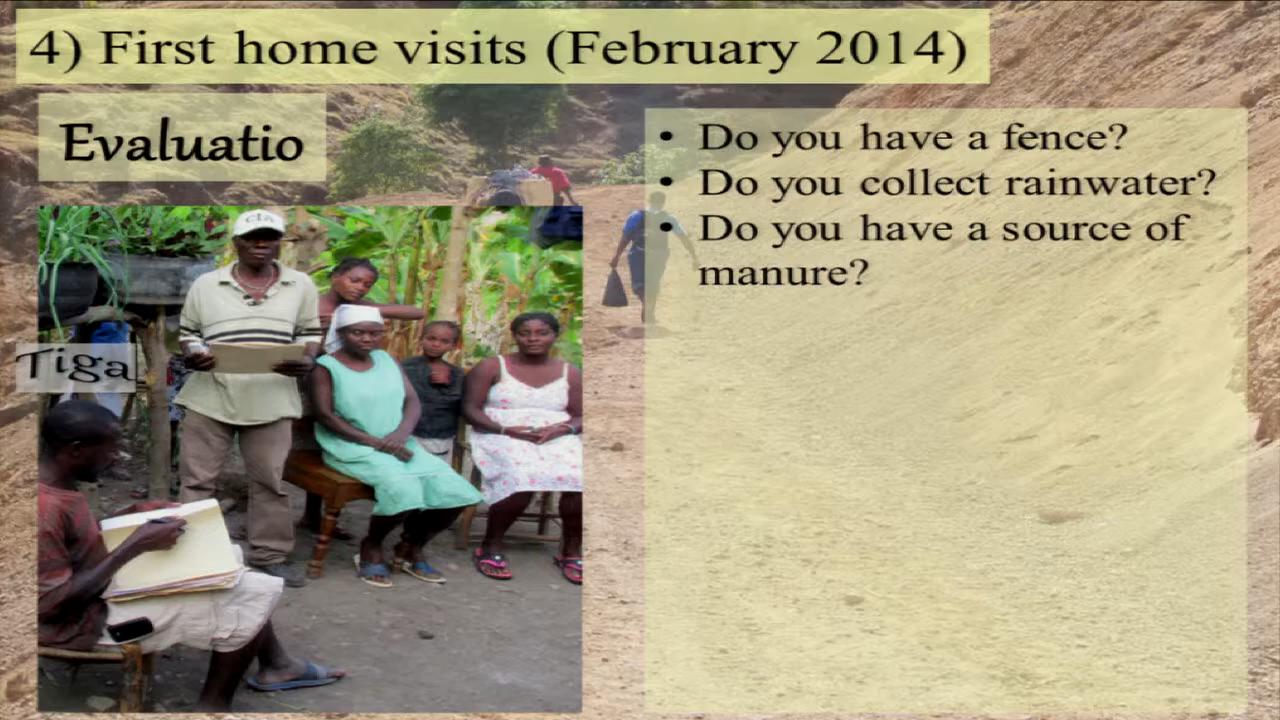 4) First home visits (February 2014)
Evaluatio
• Do you have a fence?
• Do you collect rainwater?
• Do you have a source of
manure?
Tiga